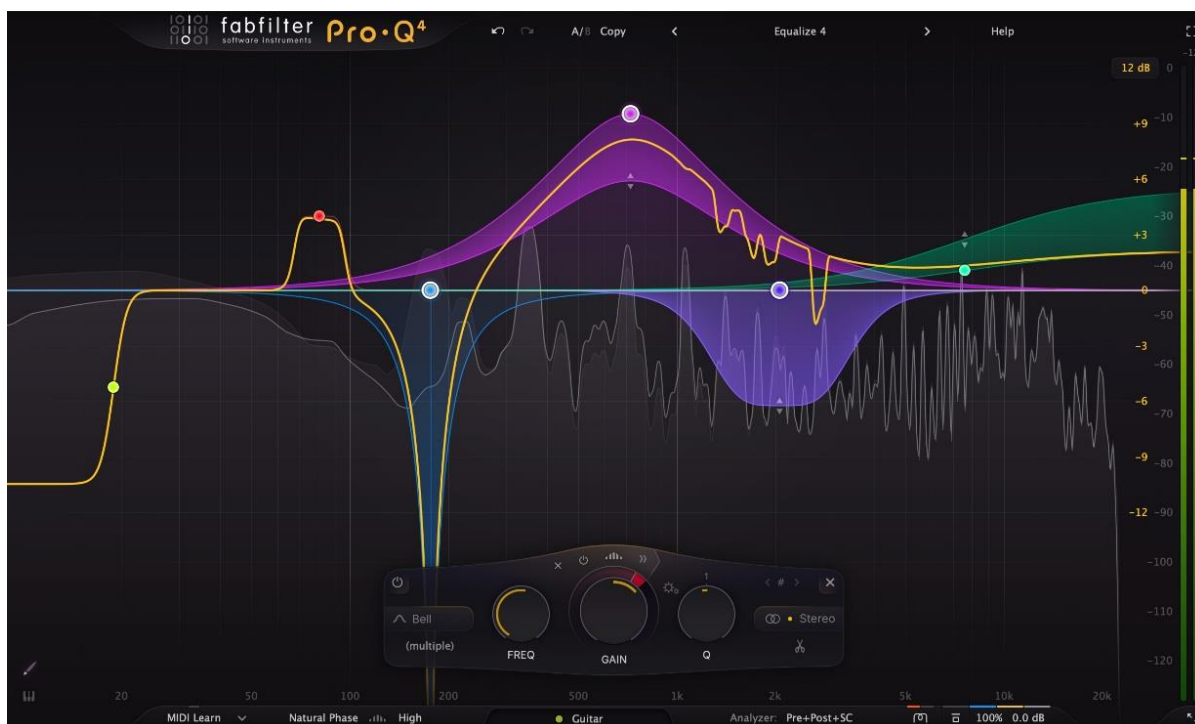 fabfilter
software instruments
Pro·Q4
A/B Copy
Equalize 4
Help
12 dB
0
+9
-10
-20
+6
-30
+3
-40
0
-50
-3
-60
-6
-70
-9
-80
-12
-90
-100
-110
-120
1
< # >
Bell
(multiple)
FREQ
GAIN
Q
Stereo
20
50
100
200
500
1k
2k
5k
10k
20k
MIDI Learn
Natural Phase
High
Guitar
Analyzer: Pre+Post+SC
100%
0.0 dB